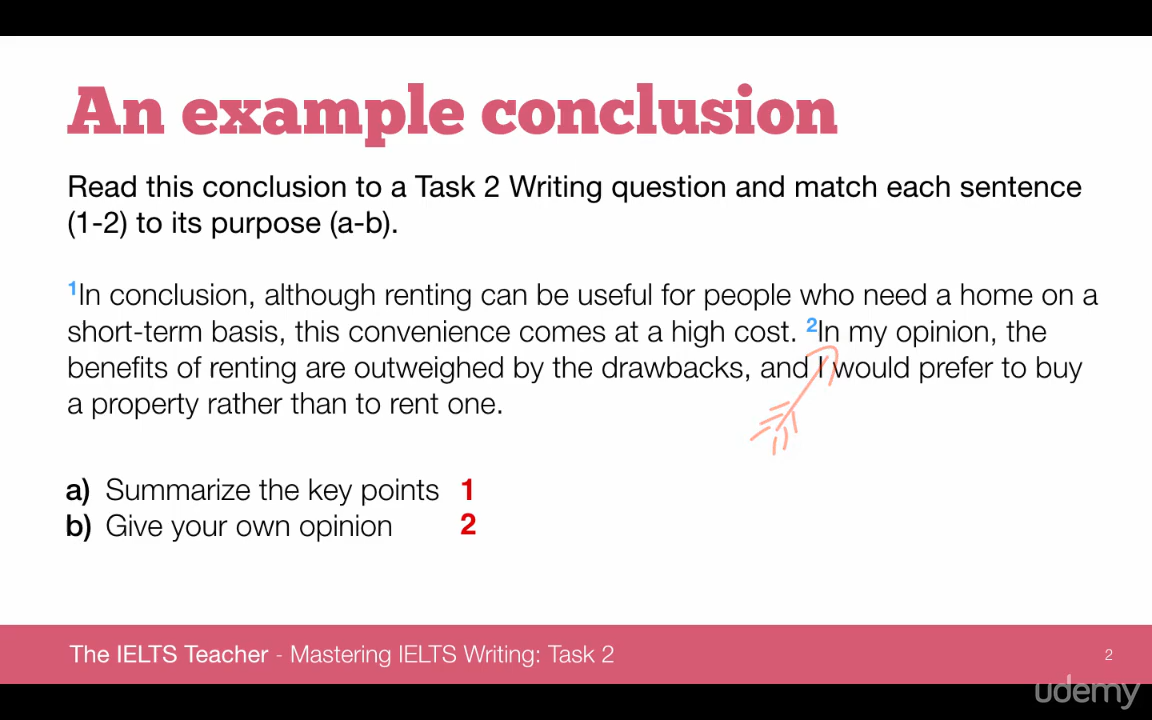 An example conclusion
Read this conclusion to a Task 2 Writing question and match each sentence
(1-2) to its purpose (a-b).
1In conclusion, although renting can be useful for people who need a home on a
short-term basis, this convenience comes at a high cost. 2In my opinion, the
benefits of renting are outweighed by the drawbacks, and I would prefer to buy
a property rather than to rent one.
a) Summarize the key points 1
b) Give your own opinion 2
The IELTS Teacher - Mastering IELTS Writing: Task 2
2
udemy